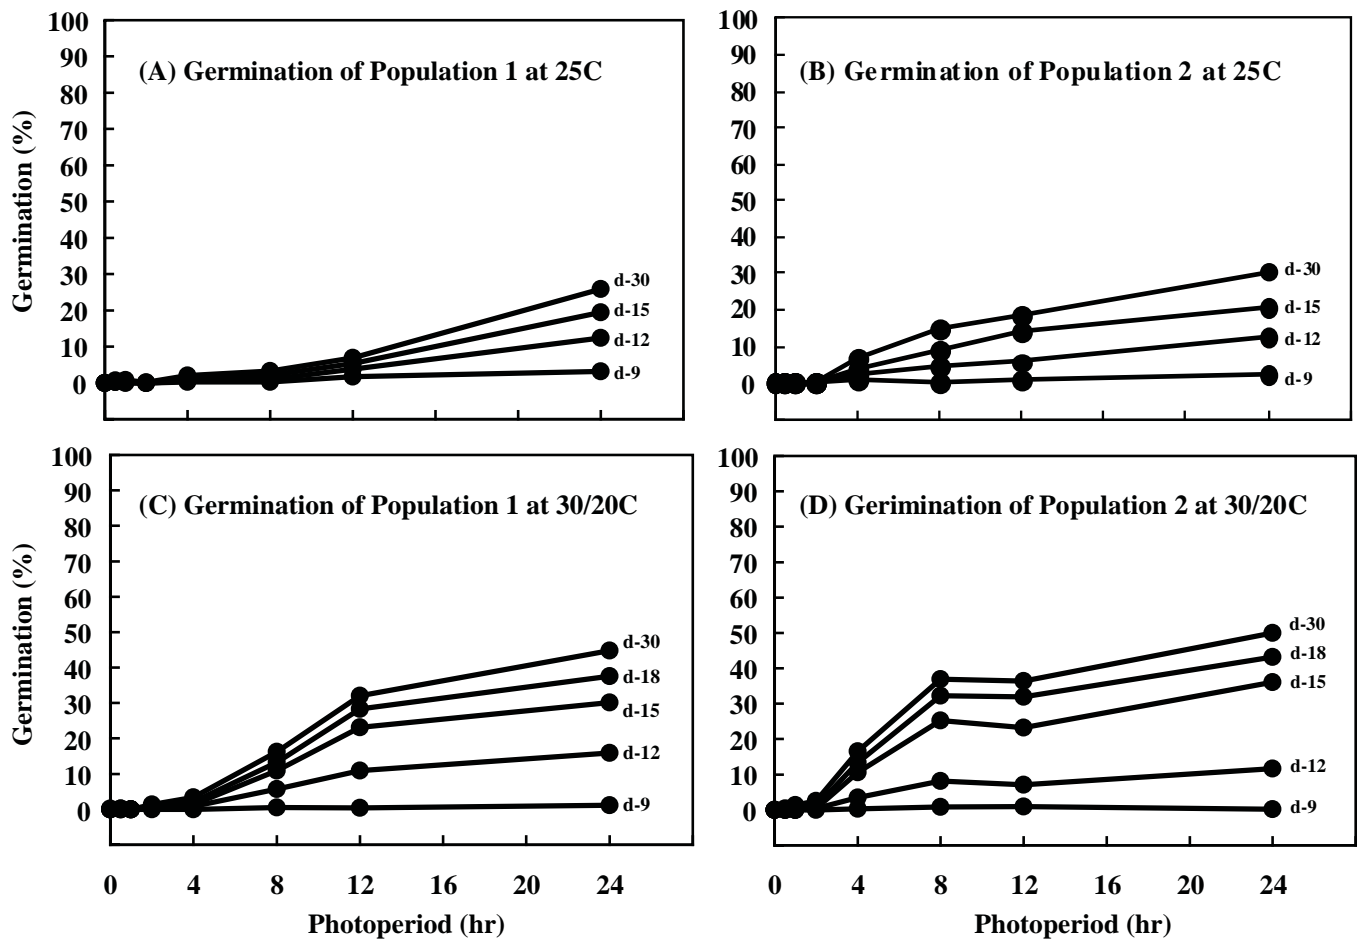 (A) Germination of Population 1 at 25C
Germination (%)
100
90
80
70
60
50
40
30
20
10
0
d-30
d-15
d-12
d-9
(B) Germination of Population 2 at 25C
100
90
80
70
60
50
40
30
20
10
0
d-30
d-15
d-12
d-9
(C) Germination of Population 1 at 30/20C
Germination (%)
100
90
80
70
60
50
40
30
20
10
0
d-30
d-18
d-15
d-12
d-9
0 4 8 12 16 20 24
Photoperiod (hr)
(D) Gerimination of Population 2 at 30/20C
100
90
80
70
60
50
40
30
20
10
0
d-30
d-18
d-15
d-12
d-9
0 4 8 12 16 20 24
Photoperiod (hr)